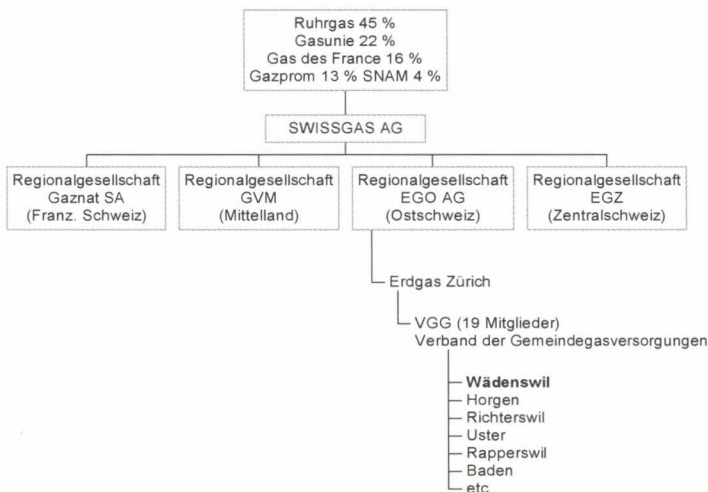 Ruhrgas 45 %
Gasunie 22 %
Gas des France 16 %
Gazprom 13 % SNAM 4 %
SWISSGAS AG
Regionalgesellschaft
Gaznat SA
(Franz. Schweiz)
Regionalgesellschaft
GVM
(Mittelland)
Regionalgesellschaft
EGO AG
(Ostschweiz)
Regionalgesellschaft
EGZ
(Zentralschweiz)
Erdgas Zürich
VGG (19 Mitglieder)
Verband der Gemeindegasversorgungen
Wädenswil
Horgen
Richterswil
Uster
Rapperswil
Baden
etc.